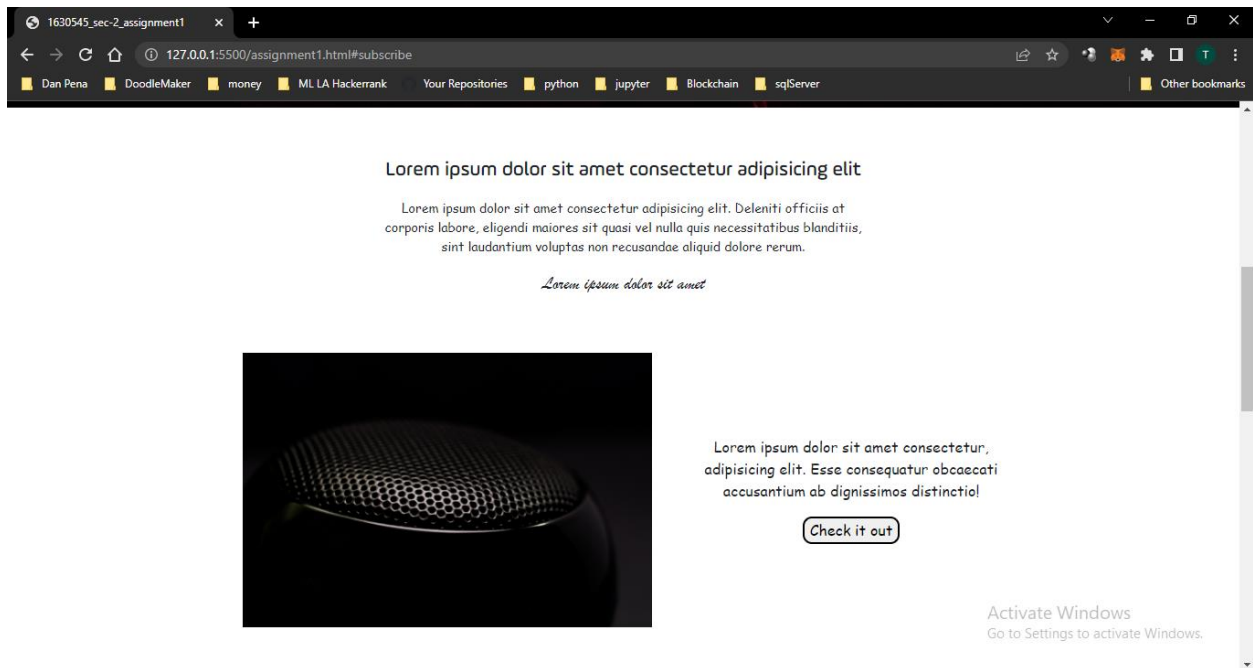 1630545_sec-2_assignment1
127.0.0.1:5500/assignment1.html#subscribe
T
Dan Pena
DoodleMaker
money
ML LA Hackerrank
Your Repositories
python
jupyter
Blockchain
sqlServer
Other bookmarks
Lorem ipsum dolor sit amet consectetur adipisicing elit
Lorem ipsum dolor sit amet consectetur adipisicing elit. Deleniti officiis at
corporis labore, eligendi maiores sit quasi vel nulla quis necessitatibus blanditiis,
sint laudantium voluptas non recusandae aliquid dolore rerum.
Lorem ipsum dolor sit amet
Lorem ipsum dolor sit amet consectetur,
adipisicing elit. Esse consequatur obcaecati
accusantium ab dignissimos distinctio!
Check it out
Activate Windows
Go to Settings to activate Windows.